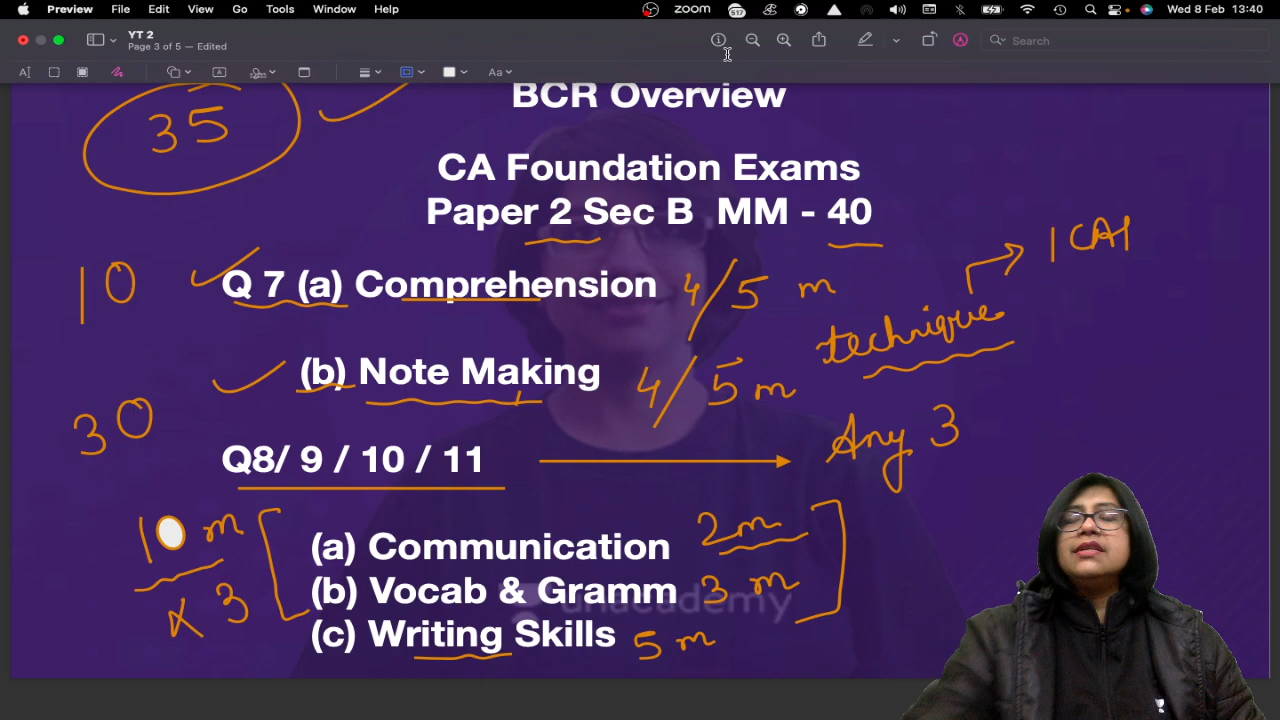 Preview File Edit View Go Tools Window Help zoom 517 Wed 8 Feb 13:40
YT 2
Page 3 of 5 — Edited
Search
Aa
BCR Overview
35
CA Foundation Exams
Paper 2 Sec B MM - 40
ICAI
10 Q 7 (a) Comprehension 4/5 m
technique
(b) Note Making 4/5 m
30
Q8/ 9 / 10 / 11 Any 3
10 m (a) Communication 2m
× 3 (b) Vocab & Gramm 3 m
unacademy
(c) Writing Skills 5 m